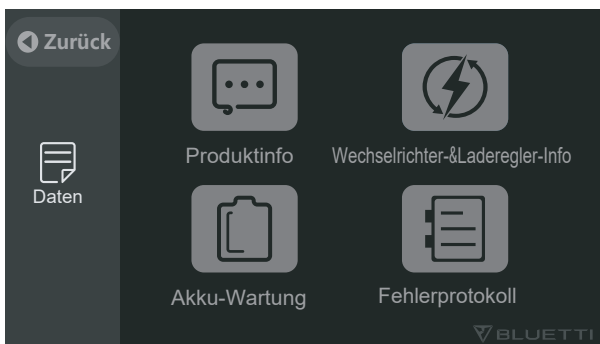 Zurück
Daten
Produktinfo
Wechselrichter-&Laderegler-Info
Akku-Wartung
Fehlerprotokoll
BLUETTI